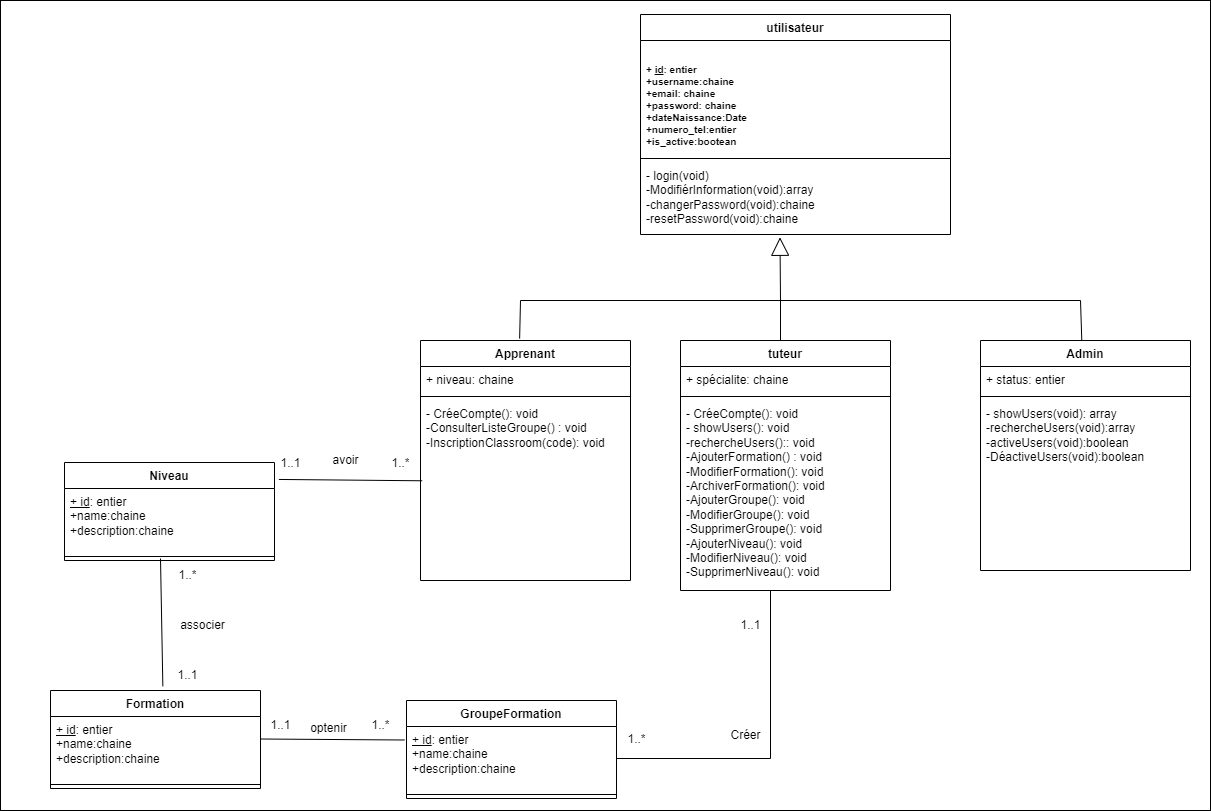 utilisateur
+ id: entier
+username:chaine
+email: chaine
+password: chaine
+dateNaissance:Date
+numero_tel:entier
+is_active:bootean
- login(void)
-ModifiérInformation(void):array
-changerPassword(void):chaine
-resetPassword(void):chaine
Apprenant
+ niveau: chaine
- CréeCompte(): void
-ConsulterListeGroupe() : void
-InscriptionClassroom(code): void
tuteur
+ spécialite: chaine
- CréeCompte(): void
- showUsers(): void
-rechercheUsers():: void
-AjouterFormation() : void
-ModifierFormation(): void
-ArchiverFormation(): void
-AjouterGroupe(): void
-ModifierGroupe(): void
-SupprimerGroupe(): void
-AjouterNiveau(): void
-ModifierNiveau(): void
-SupprimerNiveau(): void
Admin
+ status: entier
- showUsers(void): array
-rechercheUsers(void):array
-activeUsers(void):boolean
-DéactiveUsers(void):boolean
1..1
avoir
1..*
Niveau
+ id: entier
+name:chaine
+description:chaine
1..*
associer
1..1
Formation
+ id: entier
+name:chaine
+description:chaine
1..1
optenir
1..*
GroupeFormation
+ id: entier
+name:chaine
+description:chaine
1..1
Créer
1..*